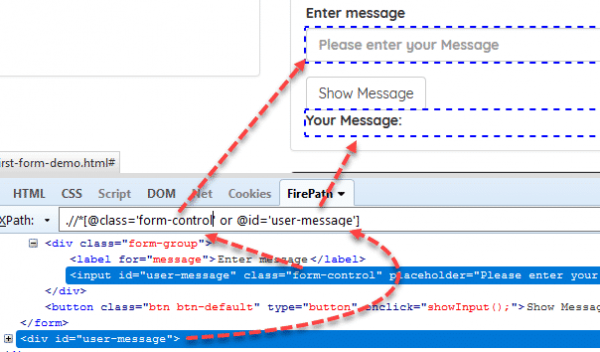 Enter message
Please enter your Message
Show Message
Your Message:
irst-form-demo.html#
HTML CSS Script DOM Net Cookies FirePath
XPath: .//*[@class='form-control' or @id='user-message']
<div class="form-group">
<label for="message">Enter message</label>
<input id="user-message" class="form-control" placeholder="Please enter your
</div>
<button class="btn btn-default" type="button" onclick="showInput();">Show Messag
</form>
<div id="user-message">